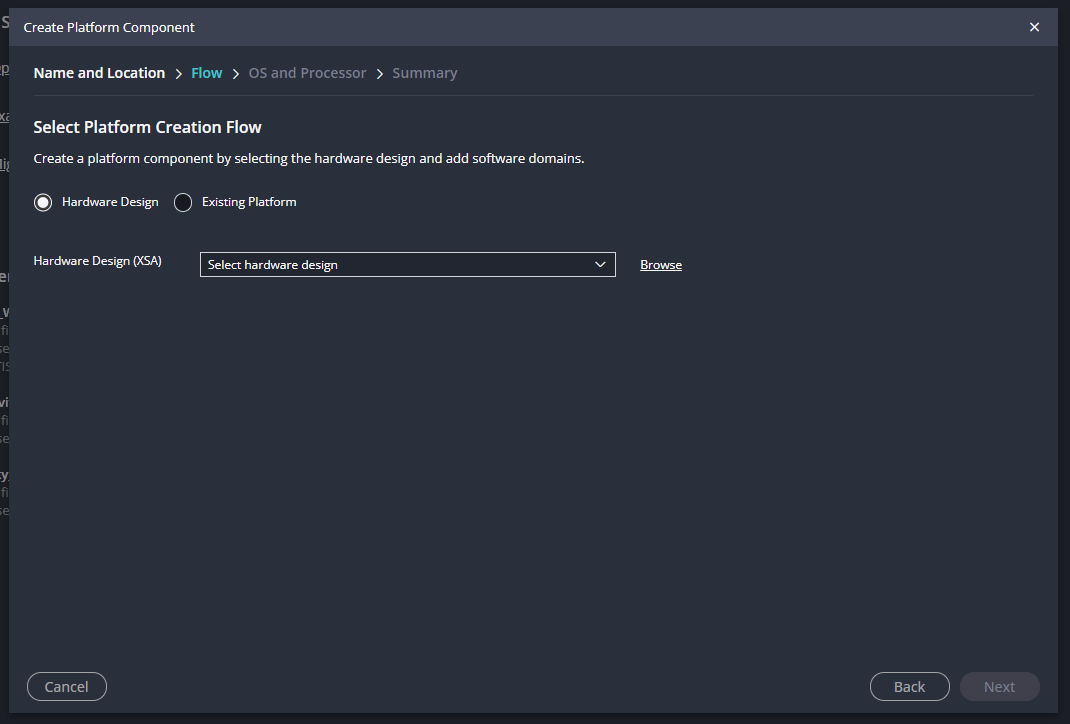 Create Platform Component
Name and Location > Flow > OS and Processor > Summary
Select Platform Creation Flow
Create a platform component by selecting the hardware design and add software domains.
Hardware Design Existing Platform
Hardware Design (XSA) Select hardware design Browse
Cancel Back Next